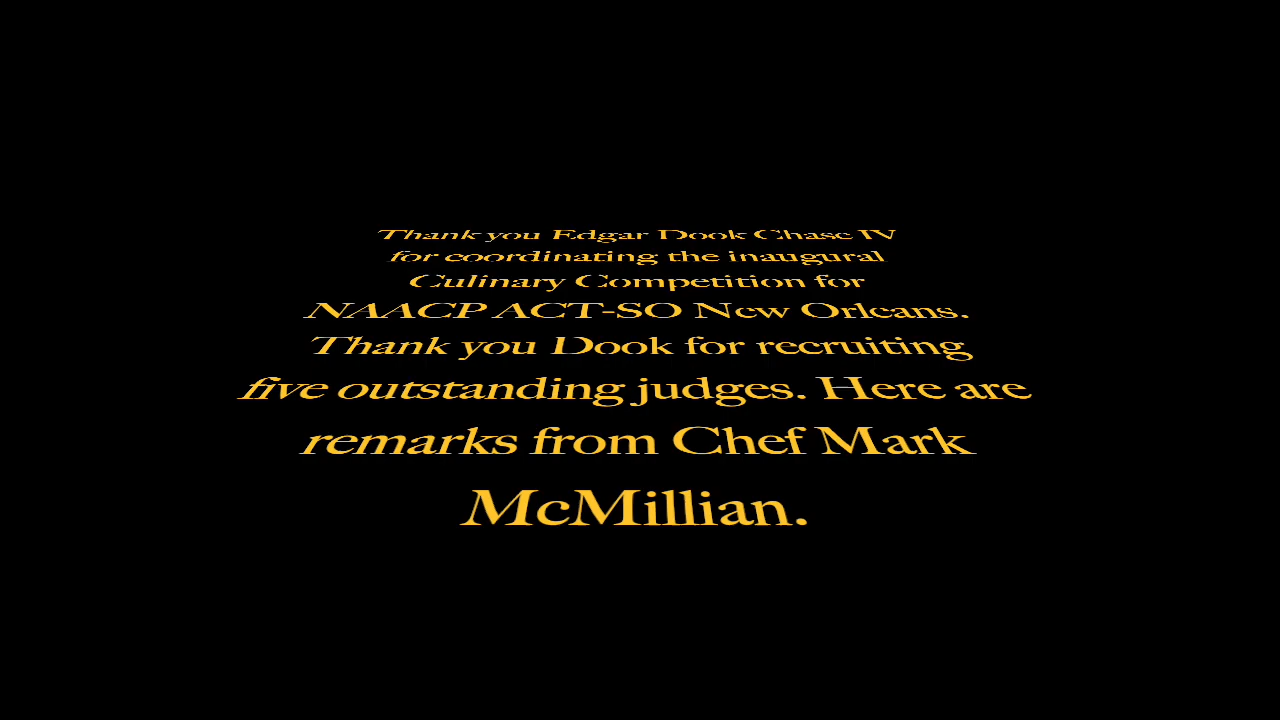 Thank you Edgar Dook Chase IV
for coordinating the inaugural
Culinary Competition for
NAACP ACT-SO New Orleans.
Thank you Dook for recruiting
five outstanding judges. Here are
remarks from Chef Mark
McMillian.